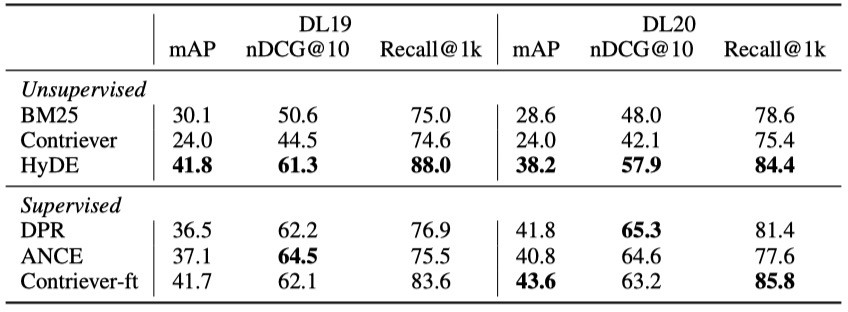 DL19 DL20
mAP nDCG@10 Recall@1k mAP nDCG@10 Recall@1k
Unsupervised
BM25 30.1 50.6 75.0 28.6 48.0 78.6
Contriever 24.0 44.5 74.6 24.0 42.1 75.4
HyDE 41.8 61.3 88.0 38.2 57.9 84.4
Supervised
DPR 36.5 62.2 76.9 41.8 65.3 81.4
ANCE 37.1 64.5 75.5 40.8 64.6 77.6
Contriever-ft 41.7 62.1 83.6 43.6 63.2 85.8